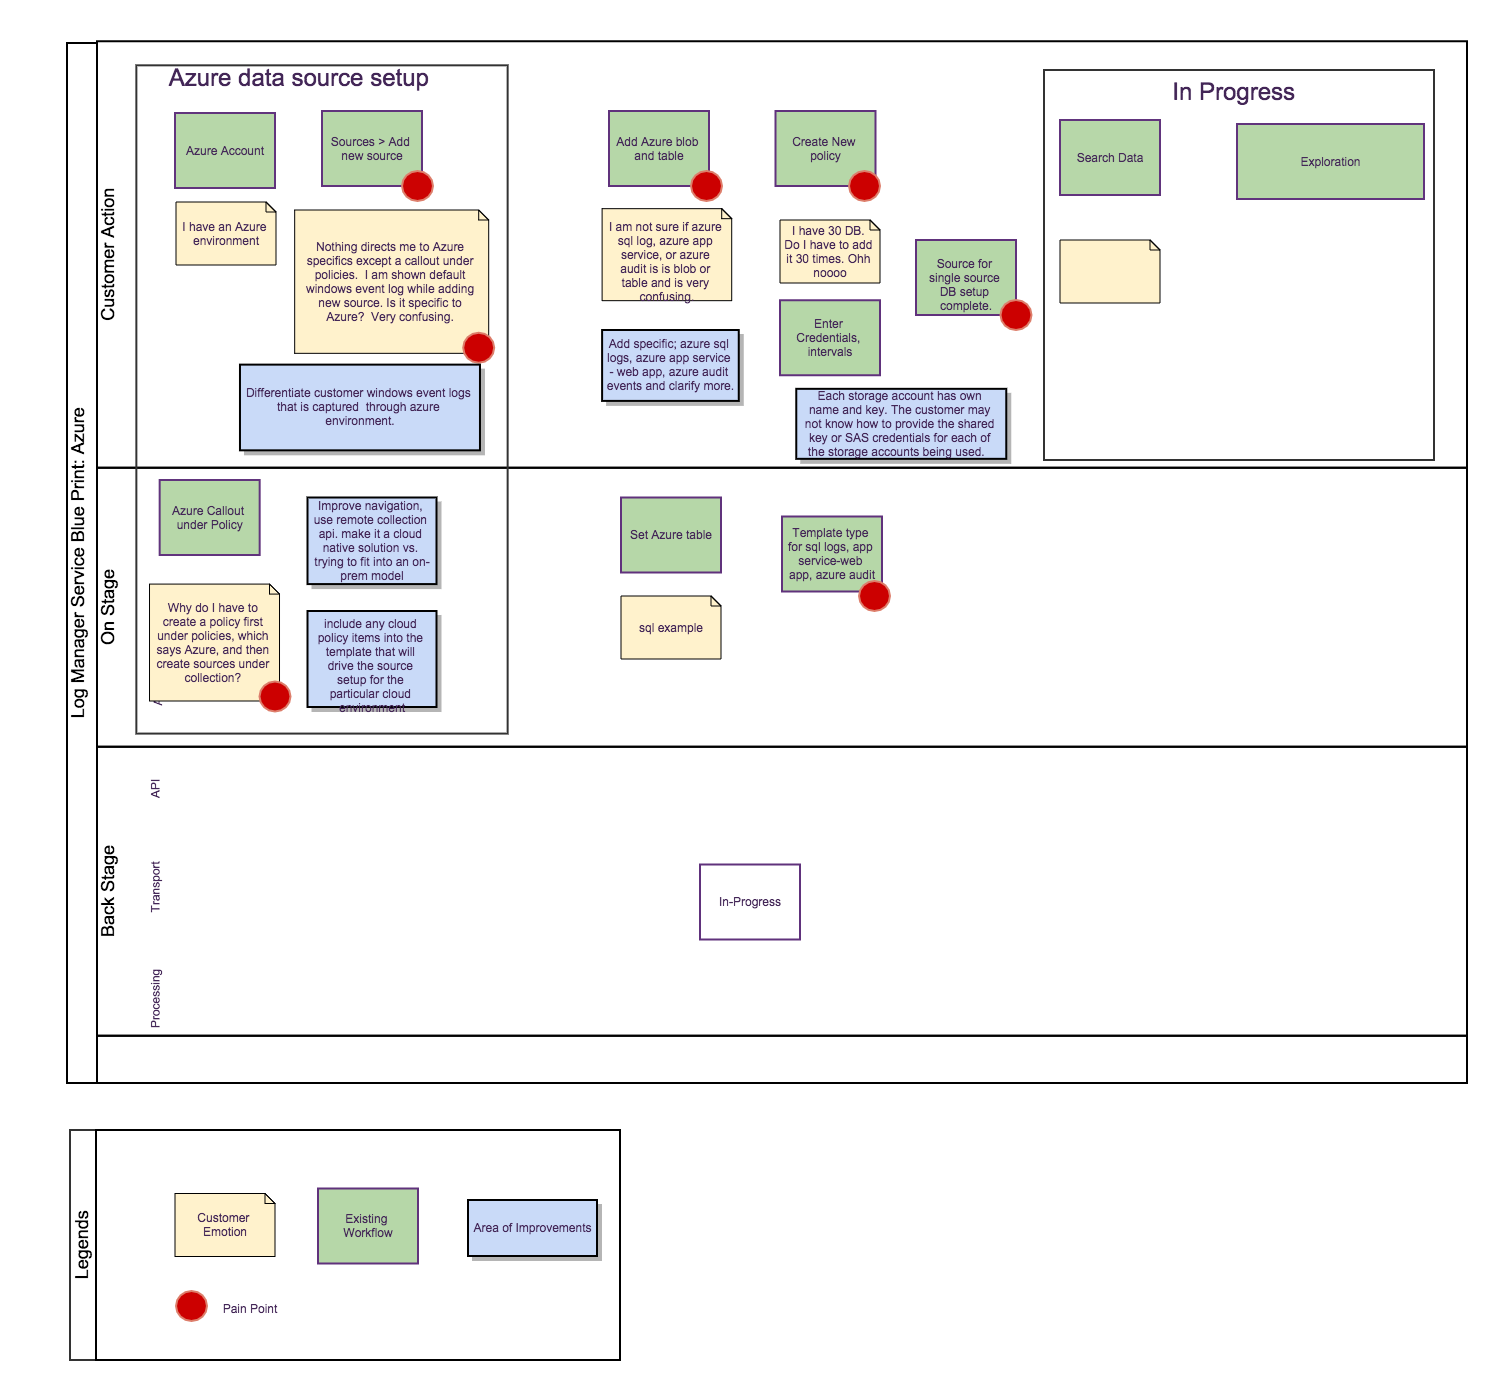 Log Manager Service Blue Print: Azure
Customer Action
Azure data source setup
Azure Account
Sources > Add
new source
I have an Azure
environment
Nothing directs me to Azure
specifics except a callout under
policies. I am shown default
windows event log while adding
new source. Is it specific to
Azure? Very confusing.
Differentiate customer windows event logs
that is captured through azure
environment.
Add Azure blob
and table
I am not sure if azure
sql log, azure app
service, or azure
audit is is blob or
table and is very
confusing.
Add specific; azure sql
logs, azure app service
- web app, azure audit
events and clarify more.
Create New
policy
I have 30 DB.
Do I have to add
it 30 times. Ohh
noooo
Enter
Credentials,
intervals
Source for
single source
DB setup
complete.
Each storage account has own
name and key. The customer may
not know how to provide the shared
key or SAS credentials for each of
the storage accounts being used.
In Progress
Search Data
Exploration
On Stage
Azure Callout
under Policy
Why do I have to
create a policy first
under policies, which
says Azure, and then
create sources under
collection?
Improve navigation,
use remote collection
api. make it a cloud
native solution vs.
trying to fit into an on-
prem model
include any cloud
policy items into the
template that will
drive the source
setup for the
particular cloud
environment
Set Azure table
sql example
Template type
for sql logs, app
service-web
app, azure audit
Back Stage
API
Transport
Processing
In-Progress
Legends
Customer
Emotion
Existing
Workflow
Area of Improvements
Pain Point